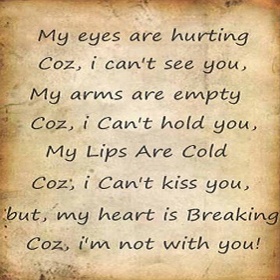 My eyes are hurting
Coz, i can't see you,
My arms are empty
Coz, i Can't hold you,
My Lips Are Cold
Coz, i Can't kiss you,
but, my heart is Breaking
Coz, i'm not with you!